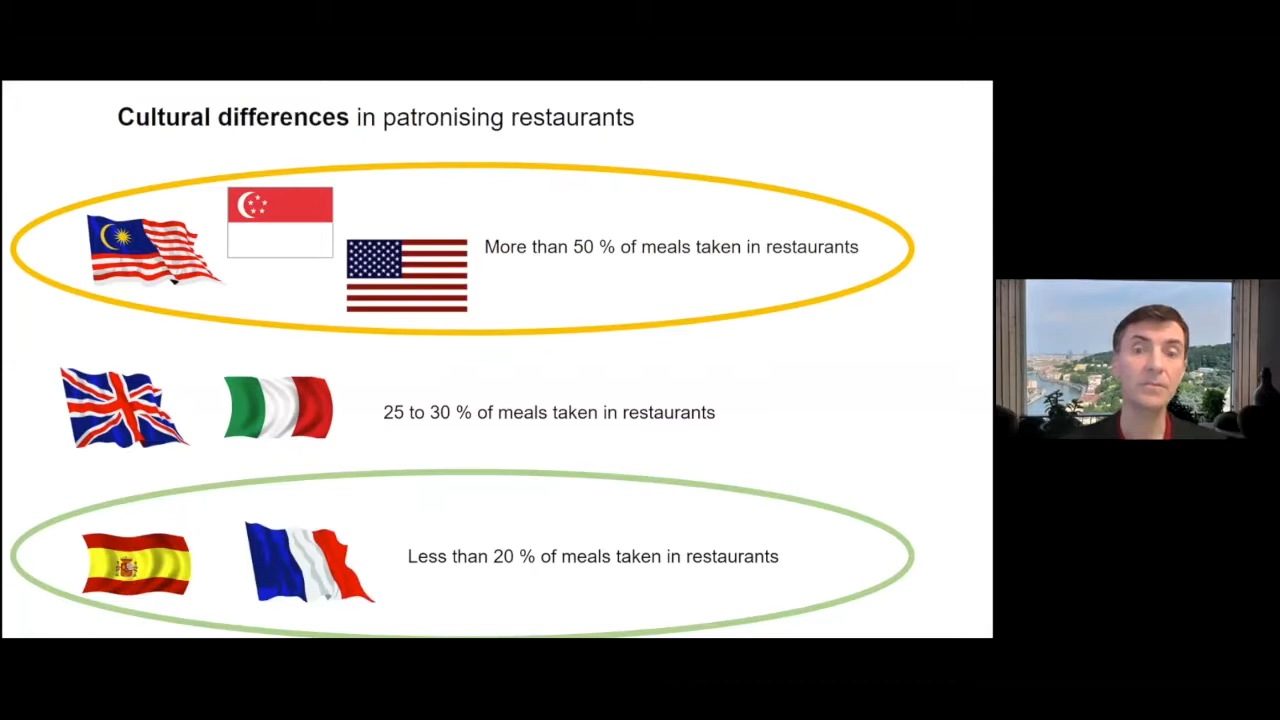 Cultural differences in patronising restaurants
More than 50 % of meals taken in restaurants
25 to 30 % of meals taken in restaurants
Less than 20 % of meals taken in restaurants